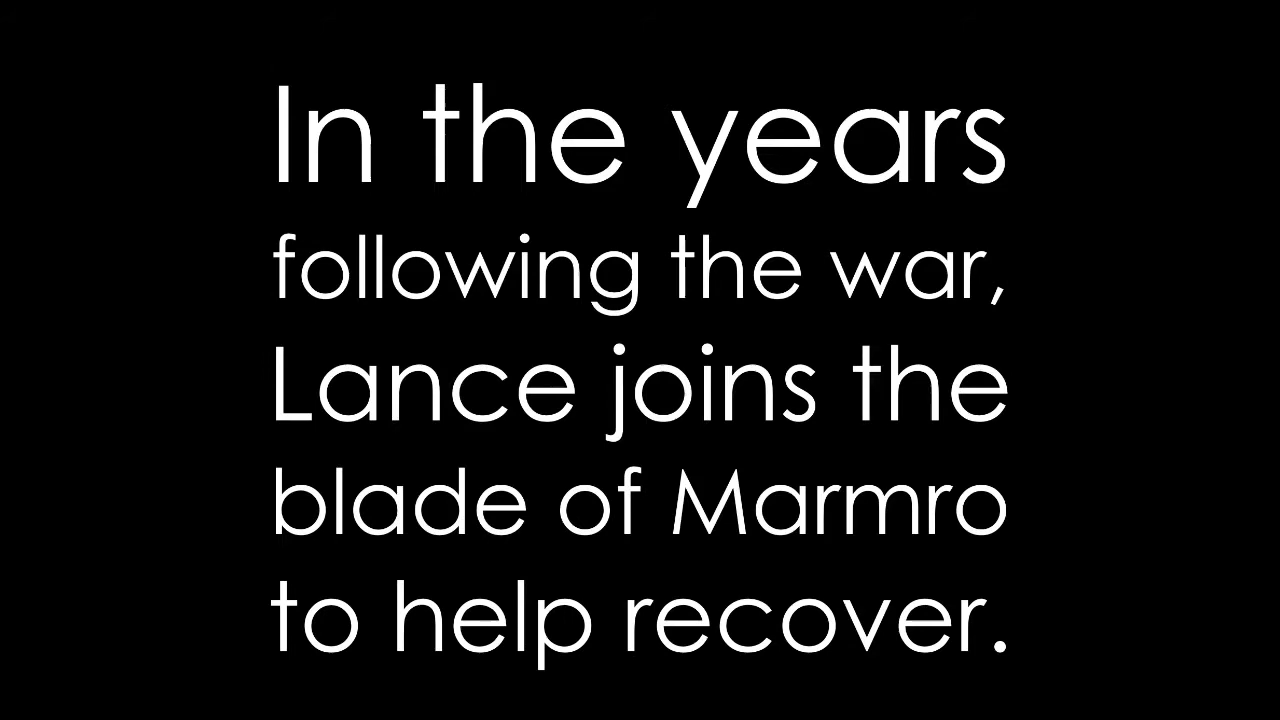 In the years
following the war,
Lance joins the
blade of Marmro
to help recover.